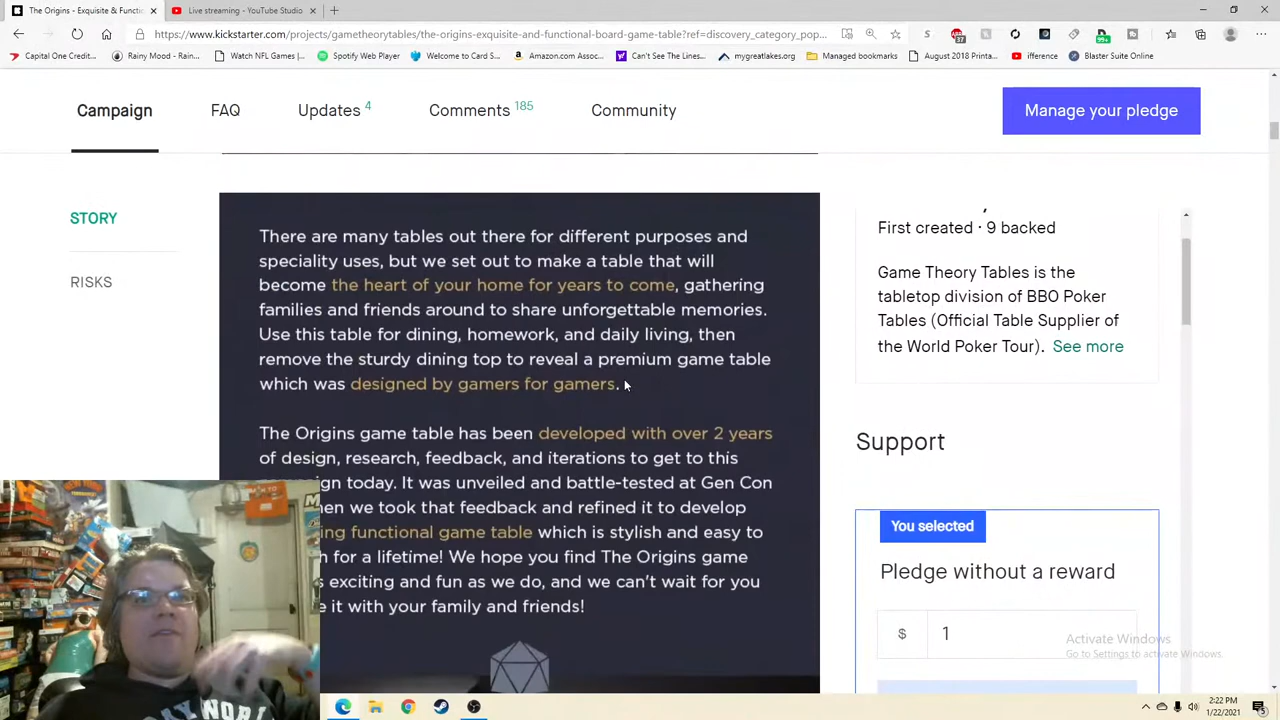 The Origins - Exquisite & Functi
Live streaming - YouTube Studio
https://www.kickstarter.com/projects/gametheorytables/the-origins-exquisite-and-functional-board-game-table?ref=discovery_category_pop...
Capital One Credit...
Rainy Mood - Rain...
Watch NFL Games |...
Spotify Web Player
Welcome to Card S...
Amazon.com Assoc...
Can't See The Lines...
mygreatlakes.org
Managed bookmarks
August 2018 Printa...
ifference
Blaster Suite Online
Campaign
FAQ
Updates 4
Comments 185
Community
Manage your pledge
STORY
RISKS
There are many tables out there for different purposes and
speciality uses, but we set out to make a table that will
become the heart of your home for years to come, gathering
families and friends around to share unforgettable memories.
Use this table for dining, homework, and daily living, then
remove the sturdy dining top to reveal a premium game table
which was designed by gamers for gamers.
The Origins game table has been developed with over 2 years
of design, research, feedback, and iterations to get to this
gn today. It was unveiled and battle-tested at Gen Con
en we took that feedback and refined it to develop
ing functional game table which is stylish and easy to
n for a lifetime! We hope you find The Origins game
s exciting and fun as we do, and we can't wait for you
e it with your family and friends!
First created · 9 backed
Game Theory Tables is the
tabletop division of BBO Poker
Tables (Official Table Supplier of
the World Poker Tour). See more
Support
You selected
Pledge without a reward
$ 1
Activate Windows
Go to Settings to activate Windows.
2:22 PM
1/22/2021